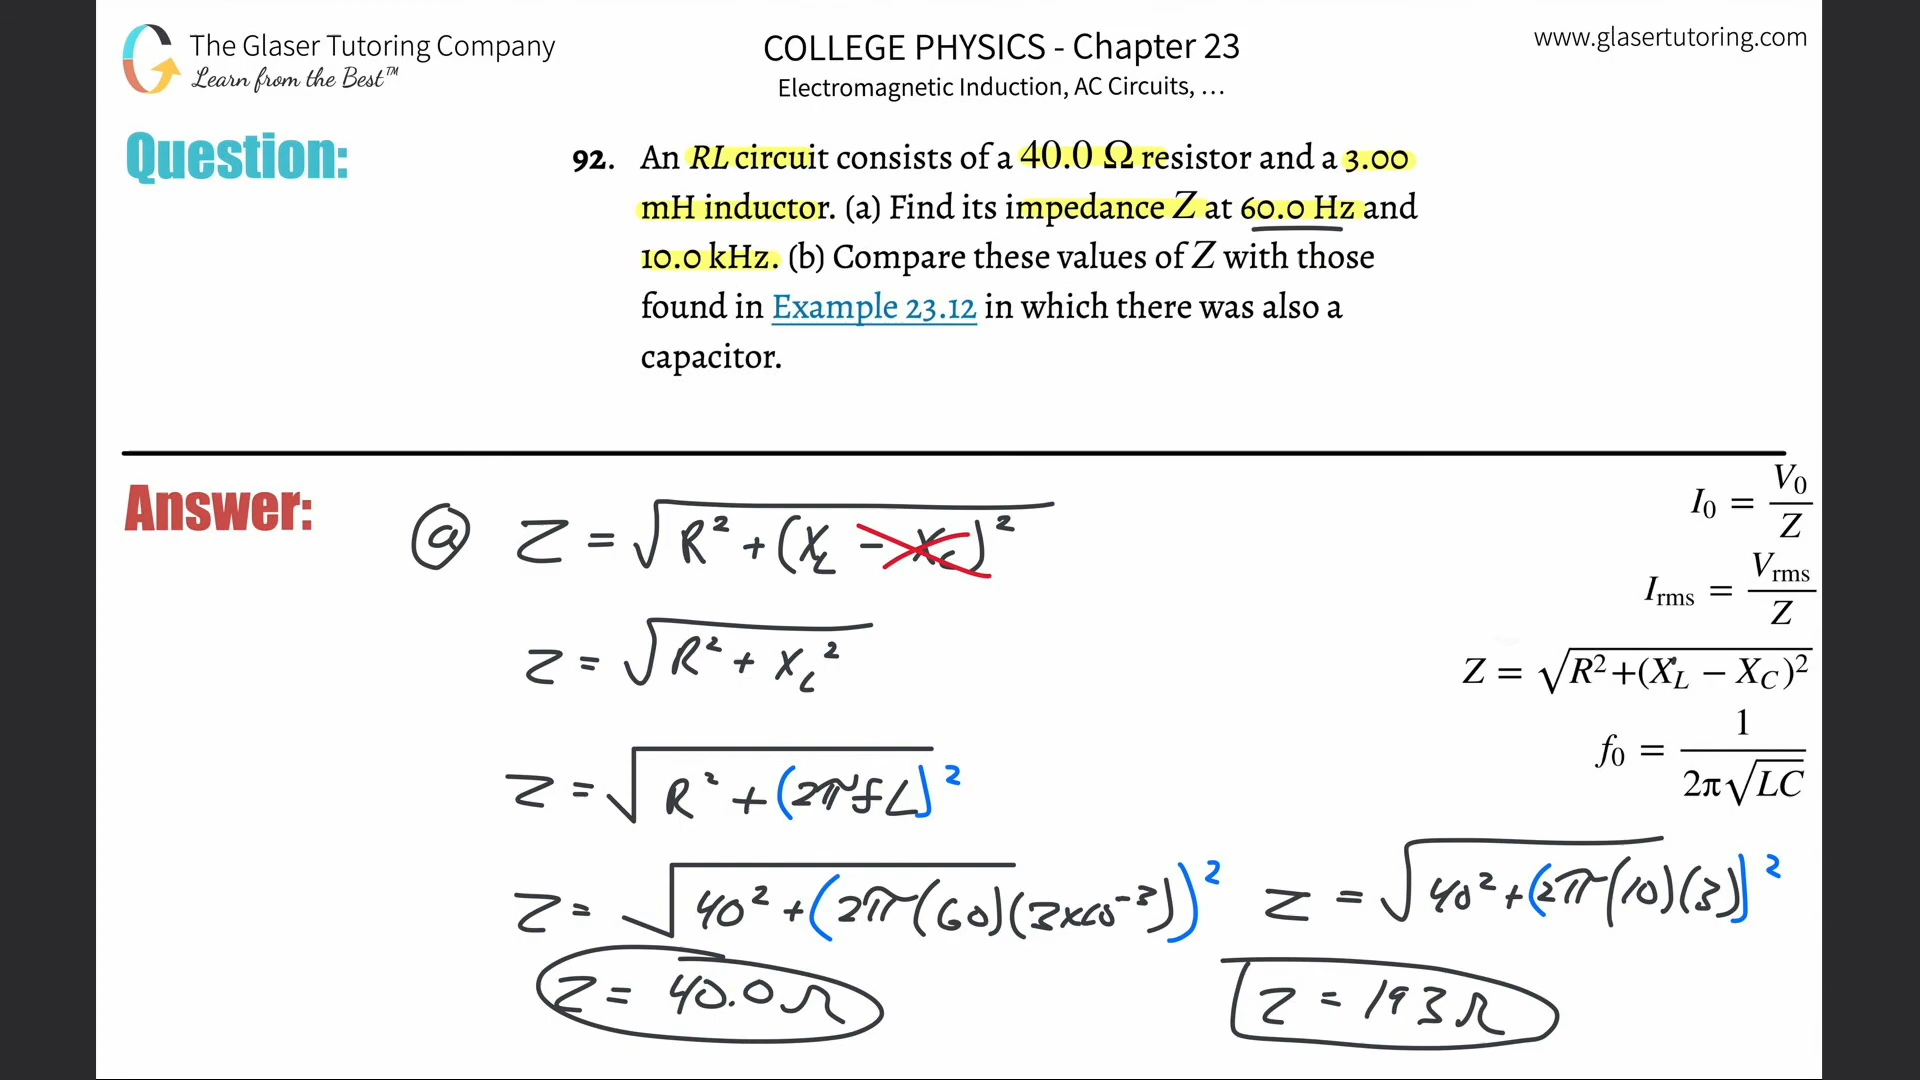 The Glaser Tutoring Company
Learn from the Best™
COLLEGE PHYSICS - Chapter 23
Electromagnetic Induction, AC Circuits, ...
www.glasertutoring.com
Question:
92. An RL circuit consists of a 40.0 Ω resistor and a 3.00
mH inductor. (a) Find its impedance Z at 60.0 Hz and
10.0 kHz. (b) Compare these values of Z with those
found in Example 23.12 in which there was also a
capacitor.
Answer:
I₀ = V₀/Z
I_rms = V_rms/Z
Z = √(R²+(X_L − X_C)²)
f₀ = 1/(2π√(LC))
ⓐ Z = √(R² + (X_L − X_C)²)
Z = √(R² + X_L²)
Z = √(R² + (2πfL)²)
Z = √(40² + (2π(60)(3x10⁻³))²)
Z = 40.0 Ω
Z = √(40² + (2π(10)(3))²)
Z = 193 Ω